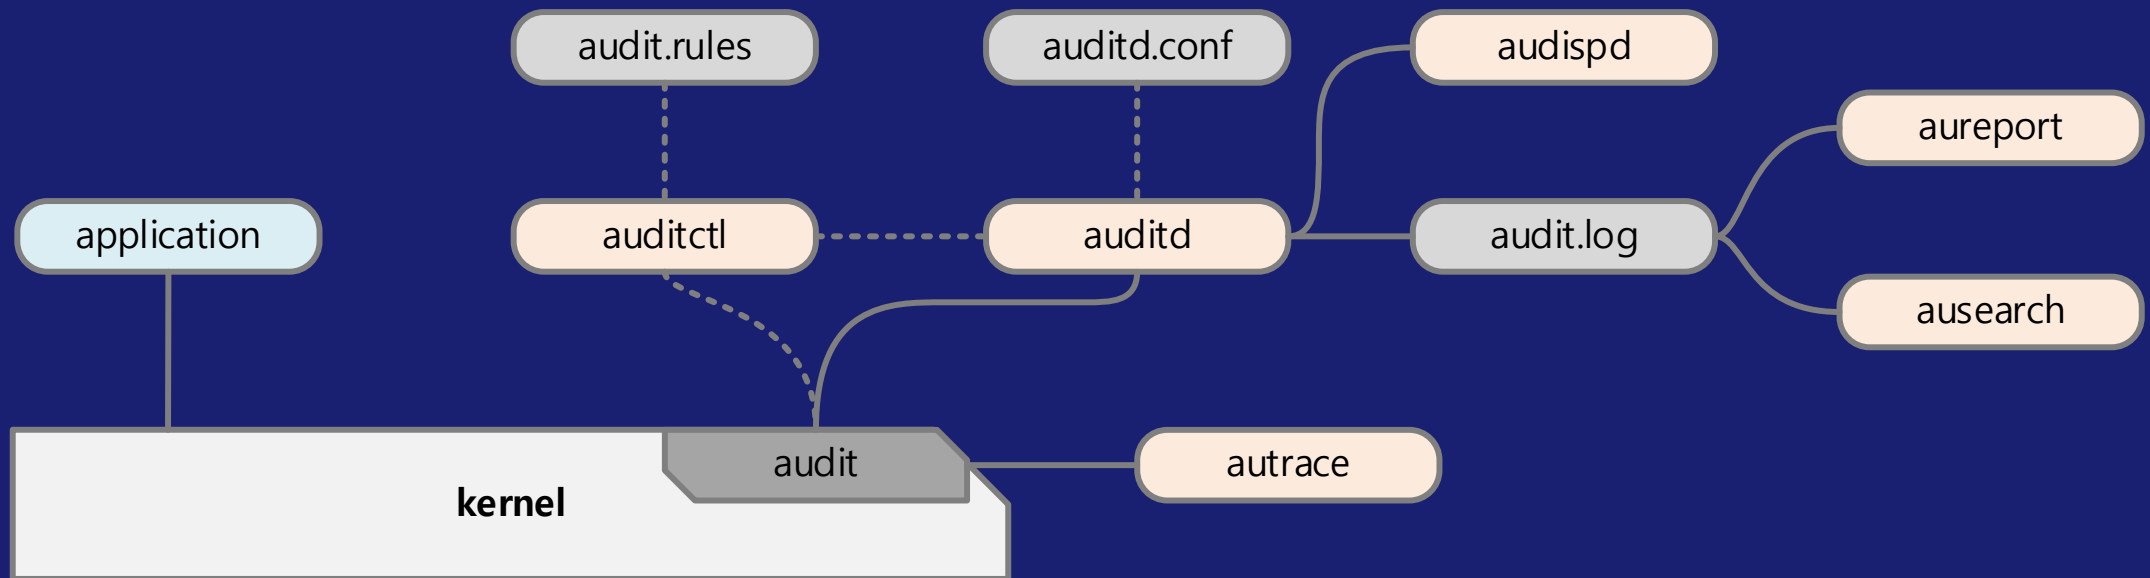 audit.rules
auditd.conf
audispd
aureport
application
auditctl
auditd
audit.log
ausearch
audit
autrace
kernel